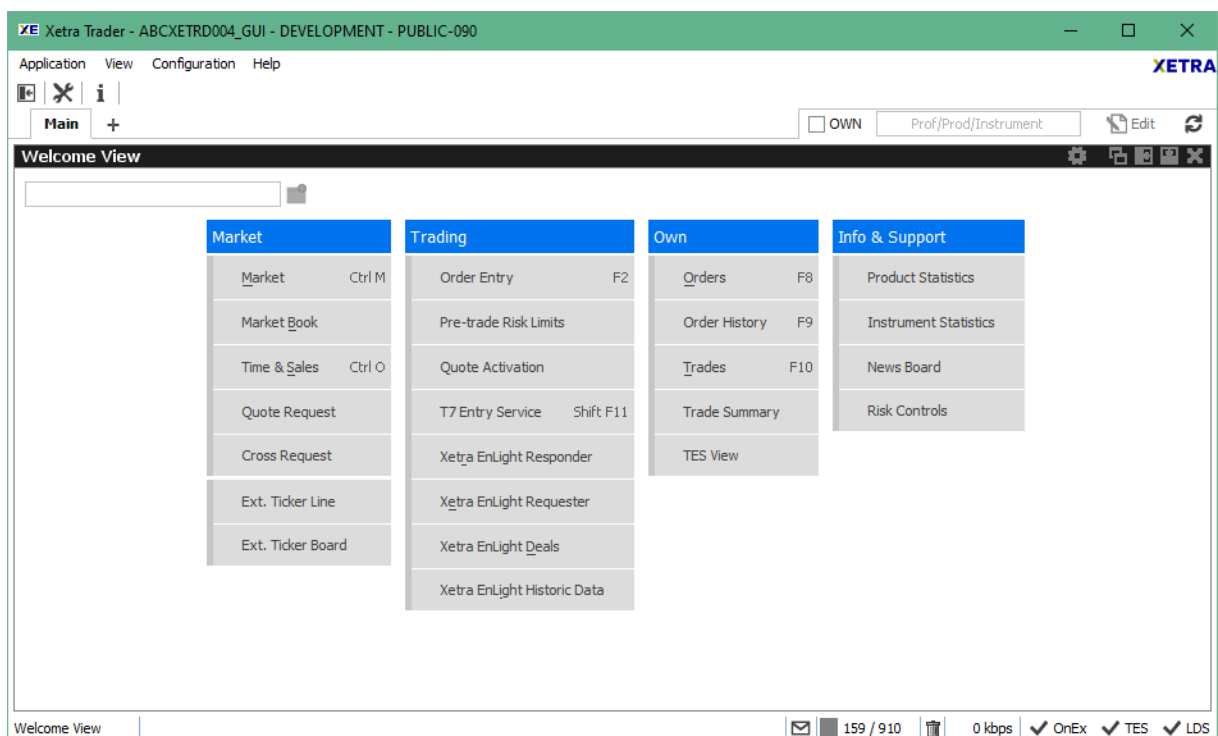 XE Xetra Trader - ABCXETRD004_GUI - DEVELOPMENT - PUBLIC-090
Application View Configuration Help XETRA
Main + OWN Prof/Prod/Instrument Edit
Welcome View
Market Trading Own Info & Support
Market Ctrl M Order Entry F2 Orders F8 Product Statistics
Market Book Pre-trade Risk Limits Order History F9 Instrument Statistics
Time & Sales Ctrl O Quote Activation Trades F10 News Board
Quote Request T7 Entry Service Shift F11 Trade Summary Risk Controls
Cross Request Xetra EnLight Responder TES View
Ext. Ticker Line Xetra EnLight Requester
Ext. Ticker Board Xetra EnLight Deals
Xetra EnLight Historic Data
Welcome View 159 / 910 0 kbps OnEx TES LDS